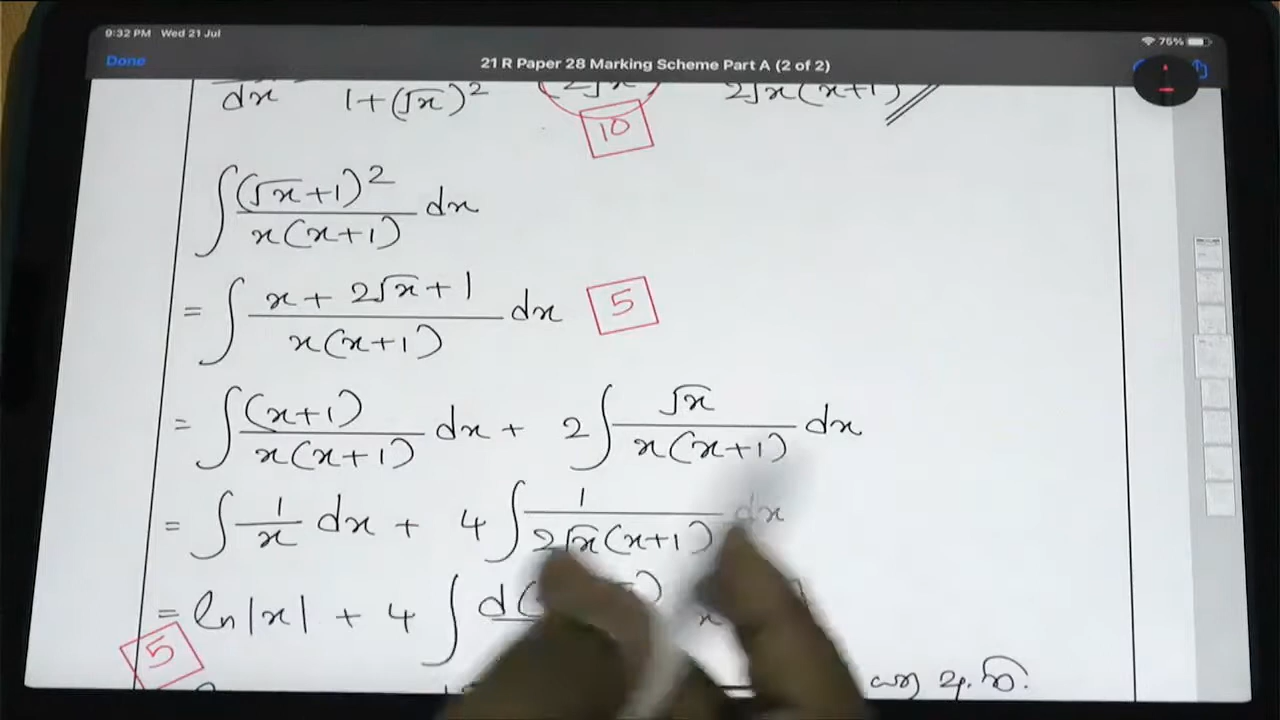 9:32 PM Wed 21 Jul
75%
Done
21 R Paper 28 Marking Scheme Part A (2 of 2)
dx 1+(√x)² 2√x(x+1)
10
∫ (√x+1)² / x(x+1) dx
= ∫ x + 2√x + 1 / x(x+1) dx 5
= ∫ (x+1) / x(x+1) dx + 2 ∫ √x / x(x+1) dx
= ∫ 1/x dx + 4 ∫ 1 / 2√x(x+1) dx
= ln|x| + 4 ∫ d(
5